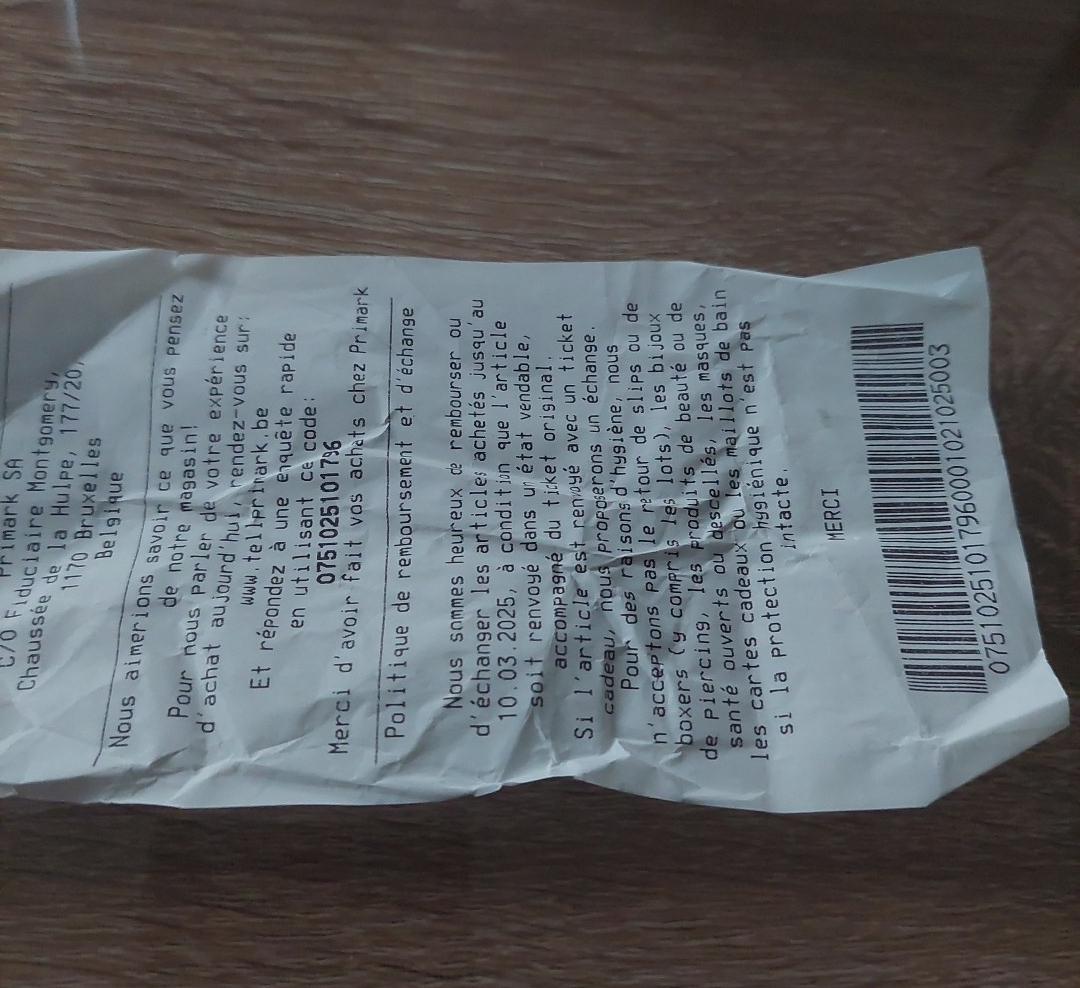 C/O Fiduciaire Montgomery,
Primark SA
Chaussée de la Hulpe, 177/20,
1170 Bruxelles
Belgique
Nous aimerions savoir ce que vous pensez
de notre magasin!
Pour nous parler de votre expérience
d'achat aujourd'hui, rendez-vous sur:
www.tellprimark.be
Et répondez à une enquête rapide
en utilisant ce code:
075102510 1796
Merci d'avoir fait vos achats chez Primark
Politique de remboursement et d'échange
Nous sommes heureux de rembourser ou
d'échanger les articles achetés jusqu'au
10.03.2025, à condition que l'article
soit renvoyé dans un état vendable,
accompagné du ticket original.
Si l'article est renvoyé avec un ticket
cadeau, nous proposerons un échange.
Pour des raisons d'hygiène, nous
n'acceptons pas le retour de slips ou de
boxers (y compris les lots), les bijoux
de piercing, les produits de beauté ou de
santé ouverts ou descellés, les masques,
les cartes cadeaux ou les maillots de bain
si la protection hygiénique n'est pas
intacte.
MERCI
0751025101796000102102500​3